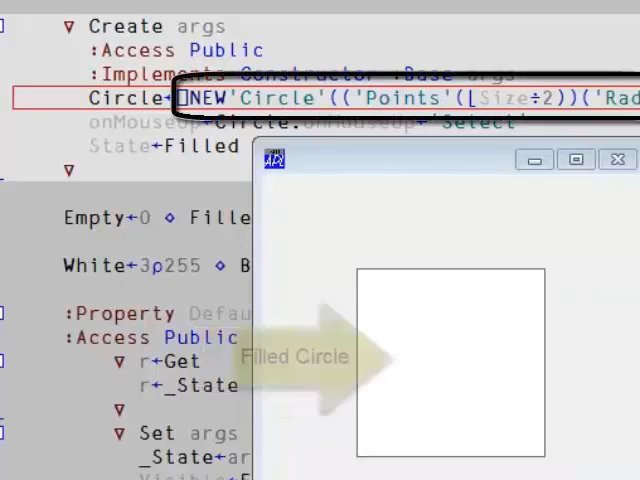 ∇ Create args
:Access Public
:Implements Constructor :Base args
Circle←⎕NEW'Circle'(('Points'(⌊Size÷2))('Rad
onMouseUp←Circle.onMouseUp←'Select'
State←Filled
∇
Empty←0 ⋄ Fille
White←3⍴255 ⋄ B
:Property Defau
:Access Public
∇ r←Get
r←_State
∇
∇ Set args
_State←ar
Filled Circle